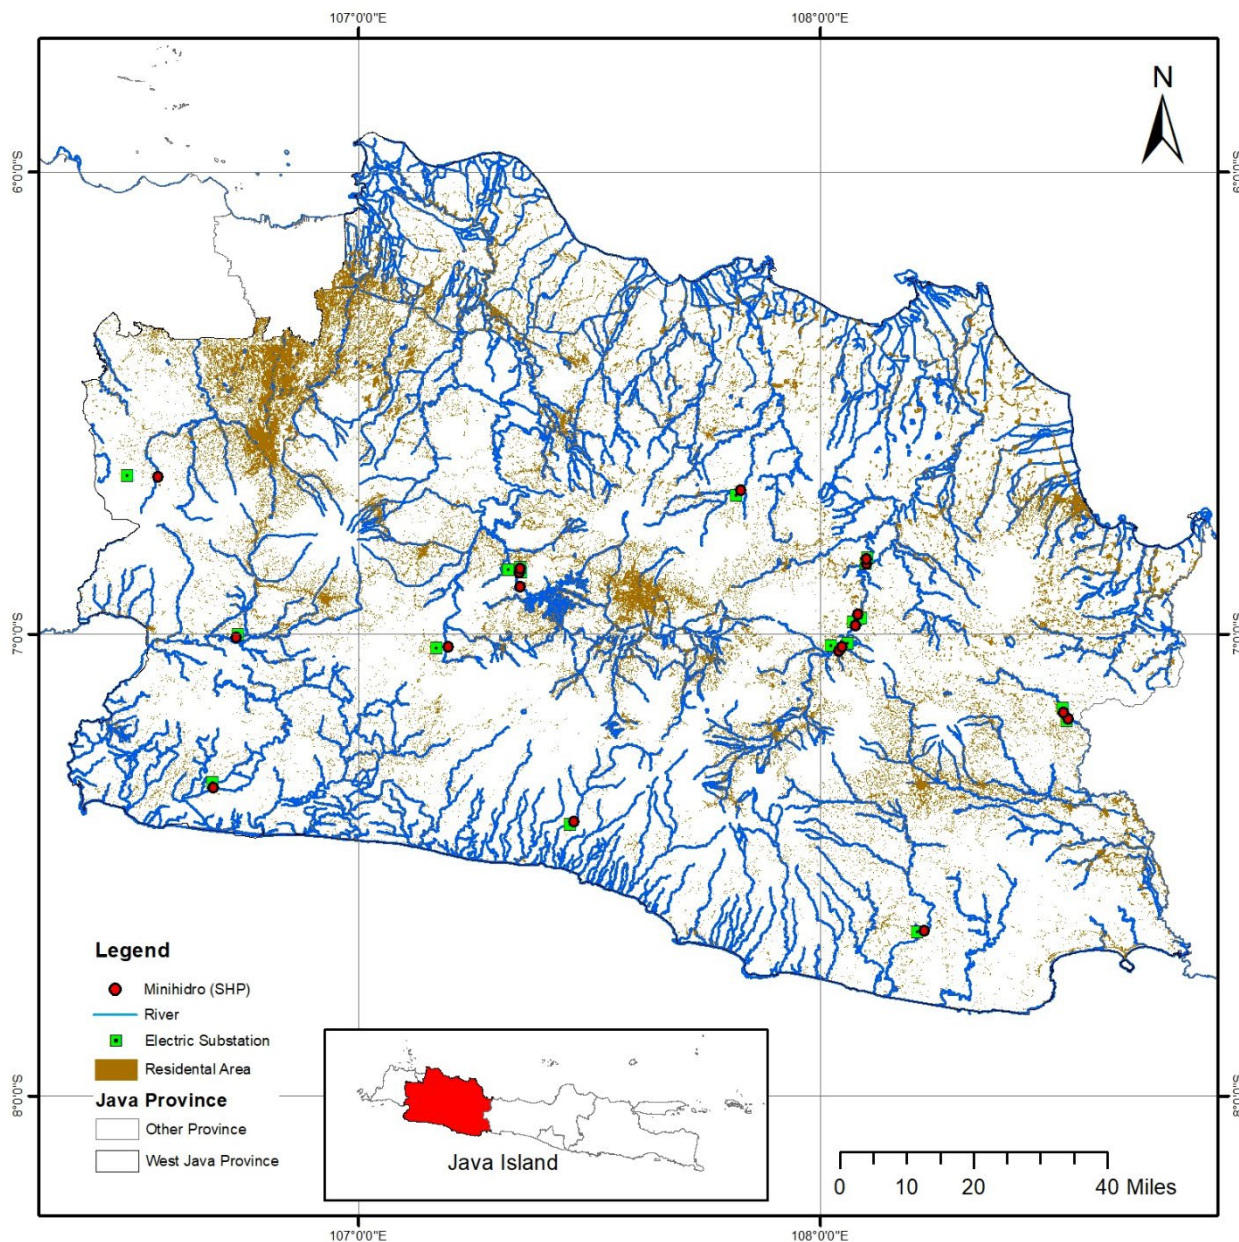 107°0'0"E
108°0'0"E
N
6°0'0"S
6°0'0"S
7°0'0"S
7°0'0"S
Legend
Minihidro (SHP)
River
Electric Substation
Residental Area
Java Province
Other Province
West Java Province
Java Island
8°0'0"S
8°0'0"S
0 10 20 40 Miles
107°0'0"E
108°0'0"E